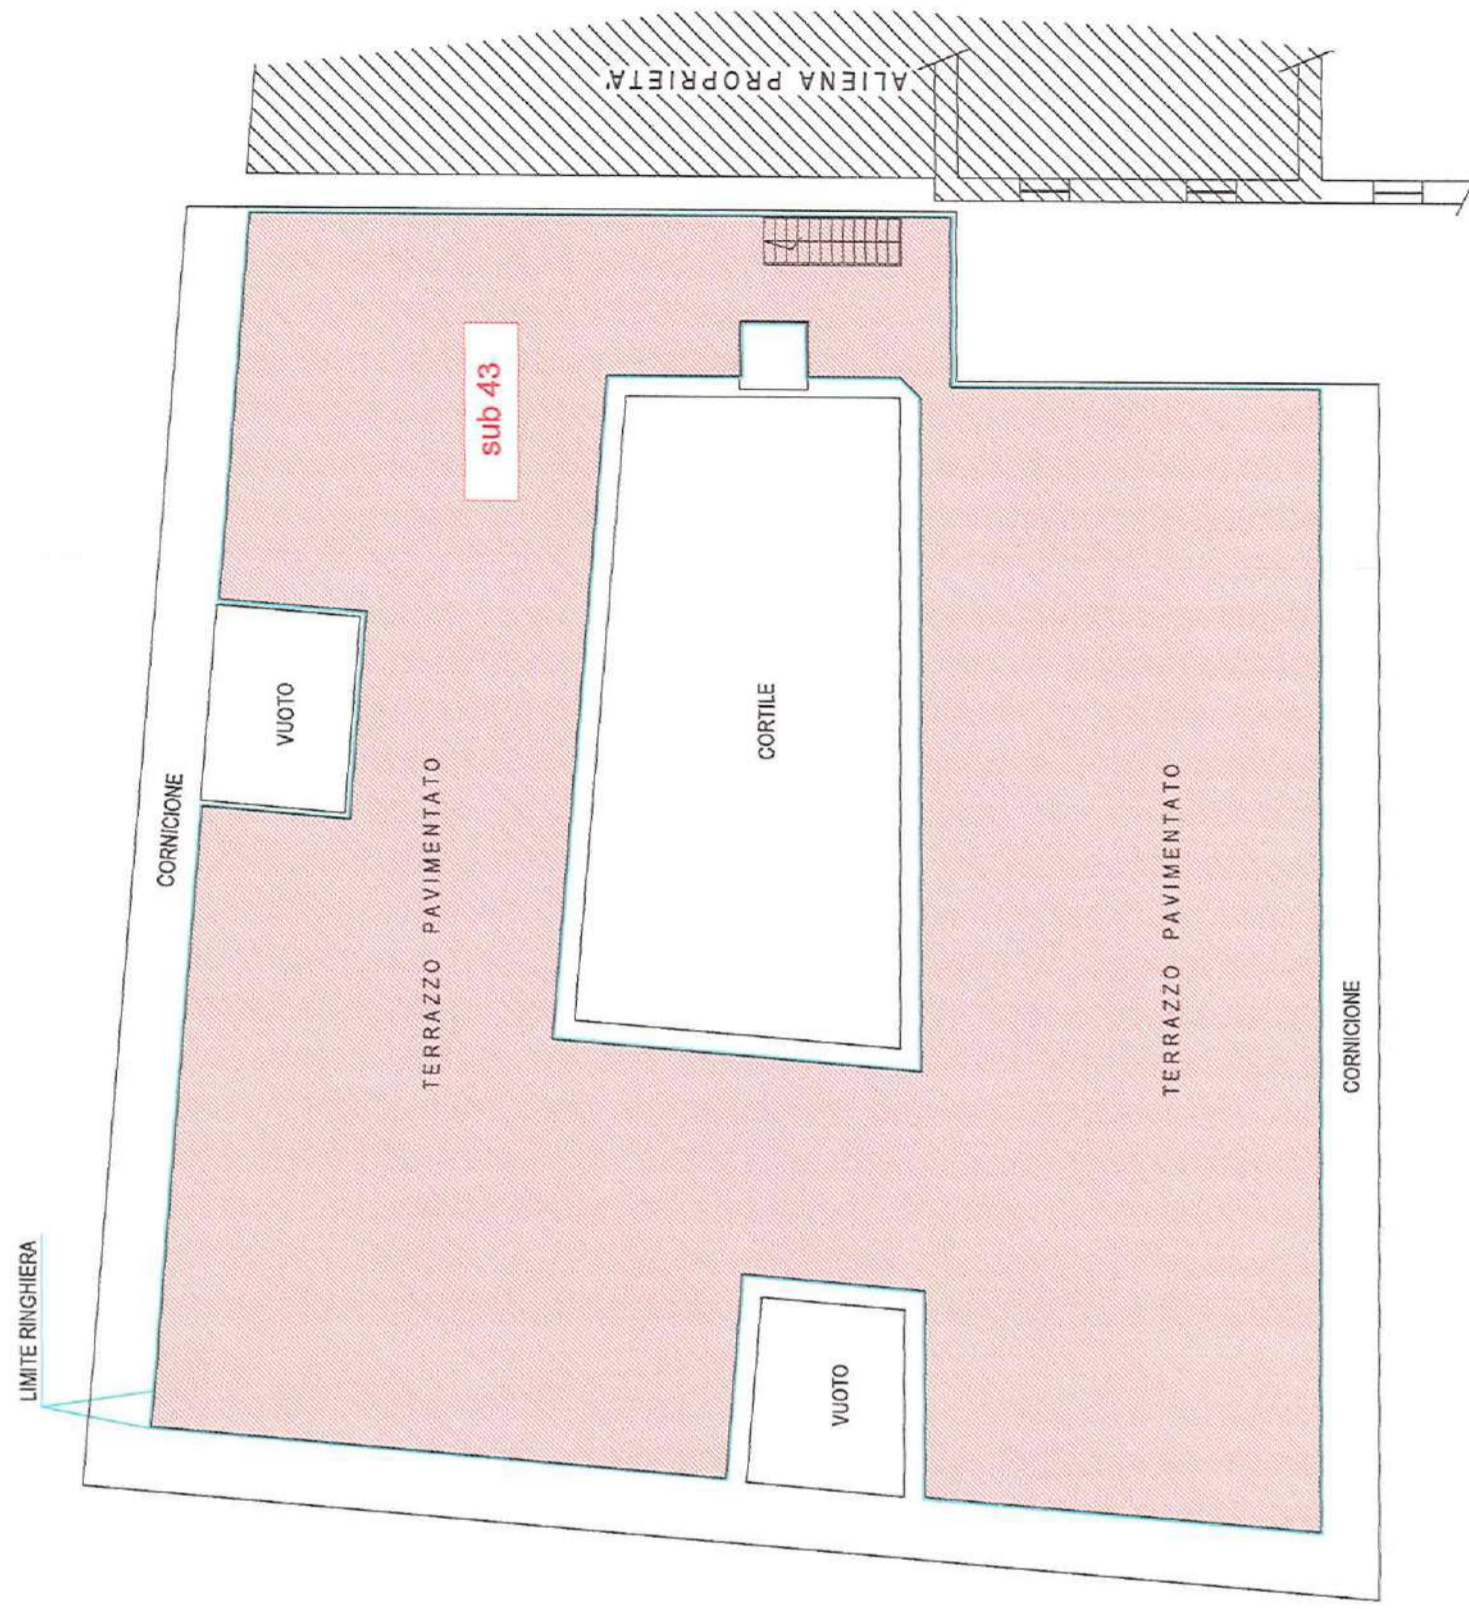 ALIENA PROPRIETA'
sub 43
VUOTO
CORNICIONE
TERRAZZO PAVIMENTATO
CORTILE
TERRAZZO PAVIMENTATO
CORNICIONE
LIMITE RINGHIERA
VUOTO